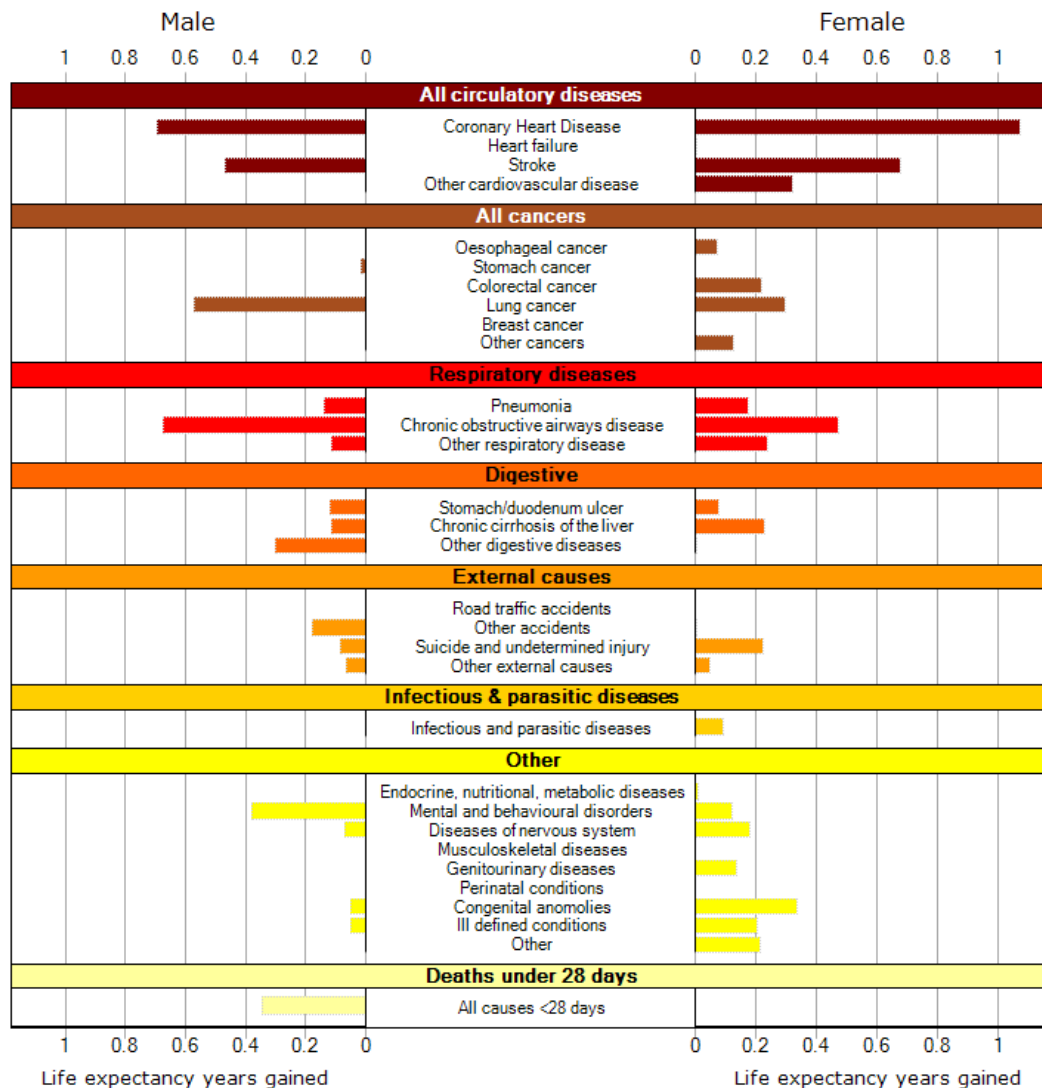 Male Female
1 0.8 0.6 0.4 0.2 0 0 0.2 0.4 0.6 0.8 1
All circulatory diseases
Coronary Heart Disease
Heart failure
Stroke
Other cardiovascular disease
All cancers
Oesophageal cancer
Stomach cancer
Colorectal cancer
Lung cancer
Breast cancer
Other cancers
Respiratory diseases
Pneumonia
Chronic obstructive airways disease
Other respiratory disease
Digestive
Stomach/duodenum ulcer
Chronic cirrhosis of the liver
Other digestive diseases
External causes
Road traffic accidents
Other accidents
Suicide and undetermined injury
Other external causes
Infectious & parasitic diseases
Infectious and parasitic diseases
Other
Endocrine, nutritional, metabolic diseases
Mental and behavioural disorders
Diseases of nervous system
Musculoskeletal diseases
Genitourinary diseases
Perinatal conditions
Congenital anomolies
Ill defined conditions
Other
Deaths under 28 days
All causes <28 days
1 0.8 0.6 0.4 0.2 0 0 0.2 0.4 0.6 0.8 1
Life expectancy years gained Life expectancy years gained